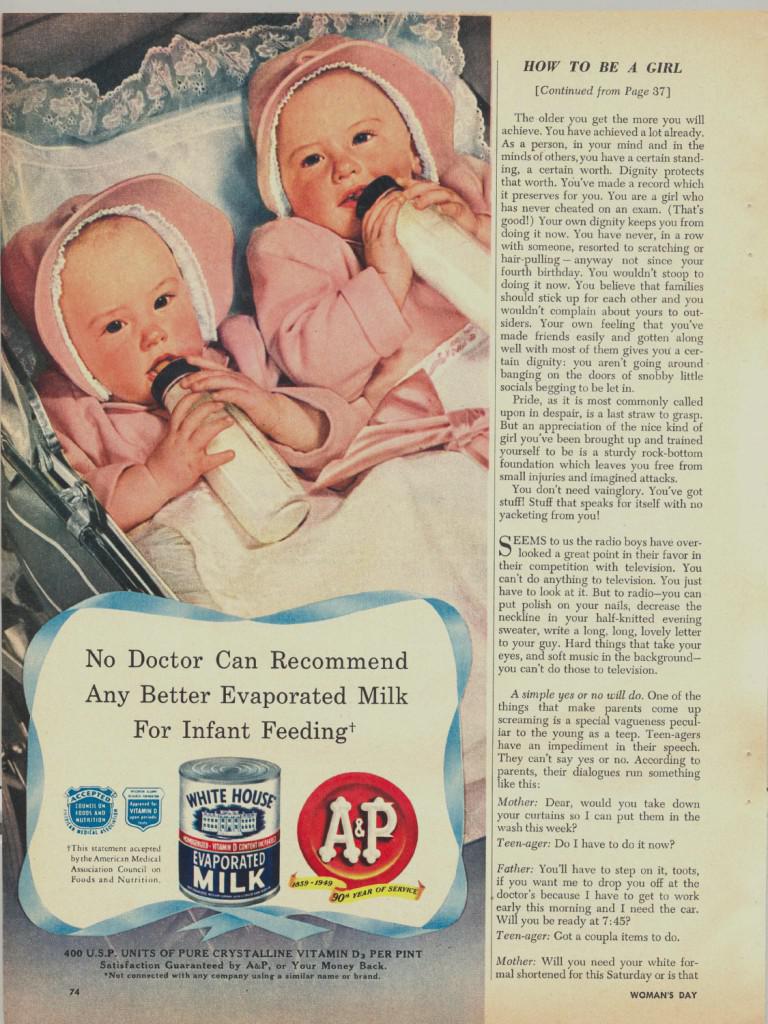 No Doctor Can Recommend
Any Better Evaporated Milk
For Infant Feeding†
ACCEPTED
COUNCIL ON
FOODS AND
NUTRITION
AMERICAN MEDICAL ASSOCIATION
Approved for
VITAMIN D
upon periodic
tests
†This statement accepted
by the American Medical
Association Council on
Foods and Nutrition.
WHITE HOUSE
HOMOGENIZED - VITAMIN D CONTENT INCREASED
EVAPORATED
MILK
A&P
1859-1949
90th YEAR OF SERVICE
400 U.S.P. UNITS OF PURE CRYSTALLINE VITAMIN D₃ PER PINT
Satisfaction Guaranteed by A&P, or Your Money Back.
*Not connected with any company using a similar name or brand.
74
HOW TO BE A GIRL
[Continued from Page 37]
The older you get the more you will
achieve. You have achieved a lot already.
As a person, in your mind and in the
minds of others, you have a certain stand-
ing, a certain worth. Dignity protects
that worth. You've made a record which
it preserves for you. You are a girl who
has never cheated on an exam. (That's
good!) Your own dignity keeps you from
doing it now. You have never, in a row
with someone, resorted to scratching or
hair-pulling — anyway not since your
fourth birthday. You wouldn't stoop to
doing it now. You believe that families
should stick up for each other and you
wouldn't complain about yours to out-
siders. Your own feeling that you've
made friends easily and gotten along
well with most of them gives you a cer-
tain dignity: you aren't going around
banging on the doors of snobby little
socials begging to be let in.
Pride, as it is most commonly called
upon in despair, is a last straw to grasp.
But an appreciation of the nice kind of
girl you've been brought up and trained
yourself to be is a sturdy rock-bottom
foundation which leaves you free from
small injuries and imagined attacks.
You don't need vainglory. You've got
stuff! Stuff that speaks for itself with no
yacketing from you!
SEEMS to us the radio boys have over-
looked a great point in their favor in
their competition with television. You
can't do anything to television. You just
have to look at it. But to radio—you can
put polish on your nails, decrease the
neckline in your half-knitted evening
sweater, write a long, long, lovely letter
to your guy. Hard things that take your
eyes, and soft music in the background—
you can't do those to television.
A simple yes or no will do. One of the
things that make parents come up
screaming is a special vagueness pecul-
iar to the young as a teep. Teen-agers
have an impediment in their speech.
They can't say yes or no. According to
parents, their dialogues run something
like this:
Mother: Dear, would you take down
your curtains so I can put them in the
wash this week?
Teen-ager: Do I have to do it now?
Father: You'll have to step on it, toots,
if you want me to drop you off at the
doctor's because I have to get to work
early this morning and I need the car.
Will you be ready at 7:45?
Teen-ager: Got a coupla items to do.
Mother: Will you need your white for-
mal shortened for this Saturday or is that
WOMAN'S DAY